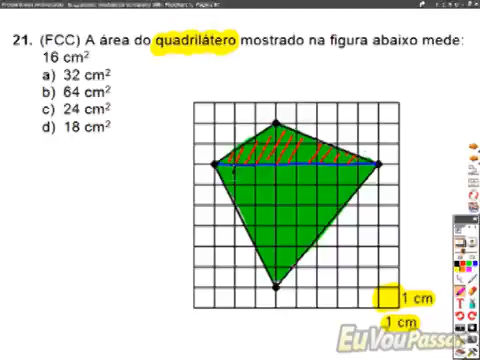 21. (FCC) A área do quadrilátero mostrado na figura abaixo mede:
16 cm²
a) 32 cm²
b) 64 cm²
c) 24 cm²
d) 18 cm²
1 cm
1 cm
EuVouPassar